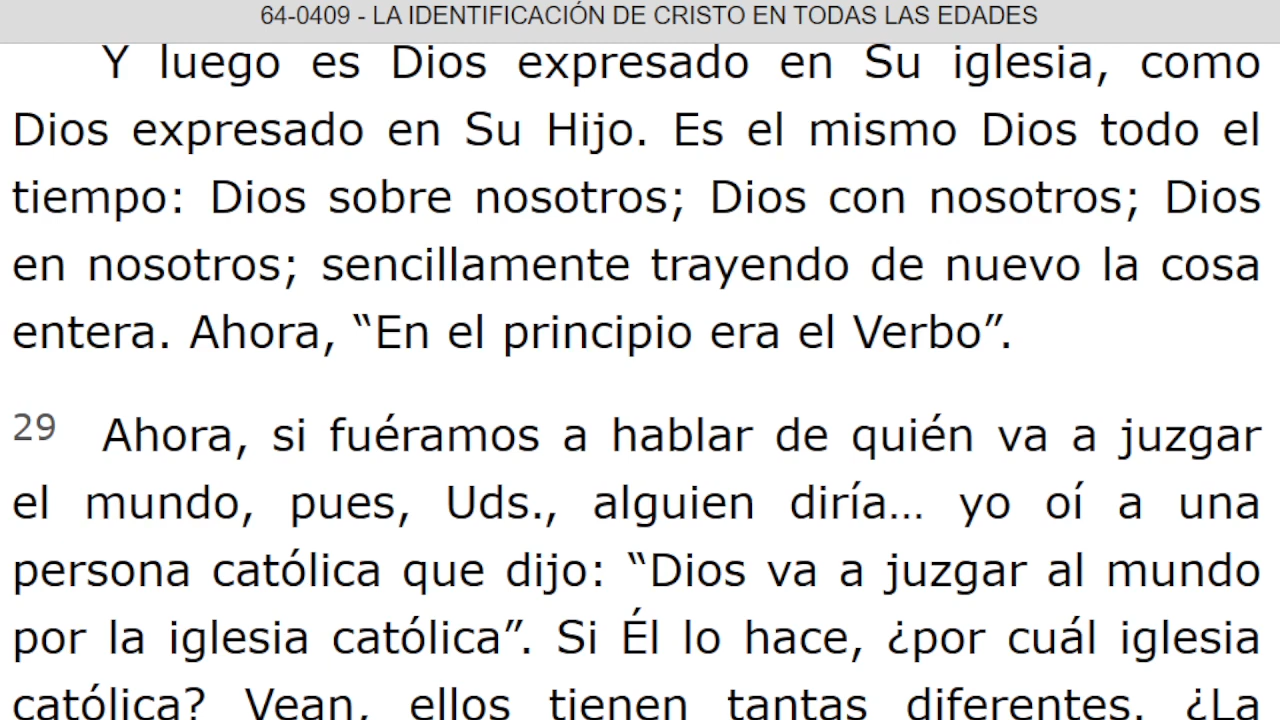 64-0409 - LA IDENTIFICACIÓN DE CRISTO EN TODAS LAS EDADES
Y luego es Dios expresado en Su iglesia, como
Dios expresado en Su Hijo. Es el mismo Dios todo el
tiempo: Dios sobre nosotros; Dios con nosotros; Dios
en nosotros; sencillamente trayendo de nuevo la cosa
entera. Ahora, “En el principio era el Verbo”.
29 Ahora, si fuéramos a hablar de quién va a juzgar
el mundo, pues, Uds., alguien diría… yo oí a una
persona católica que dijo: “Dios va a juzgar al mundo
por la iglesia católica”. Si Él lo hace, ¿por cuál iglesia
católica? Vean, ellos tienen tantas diferentes. ¿La